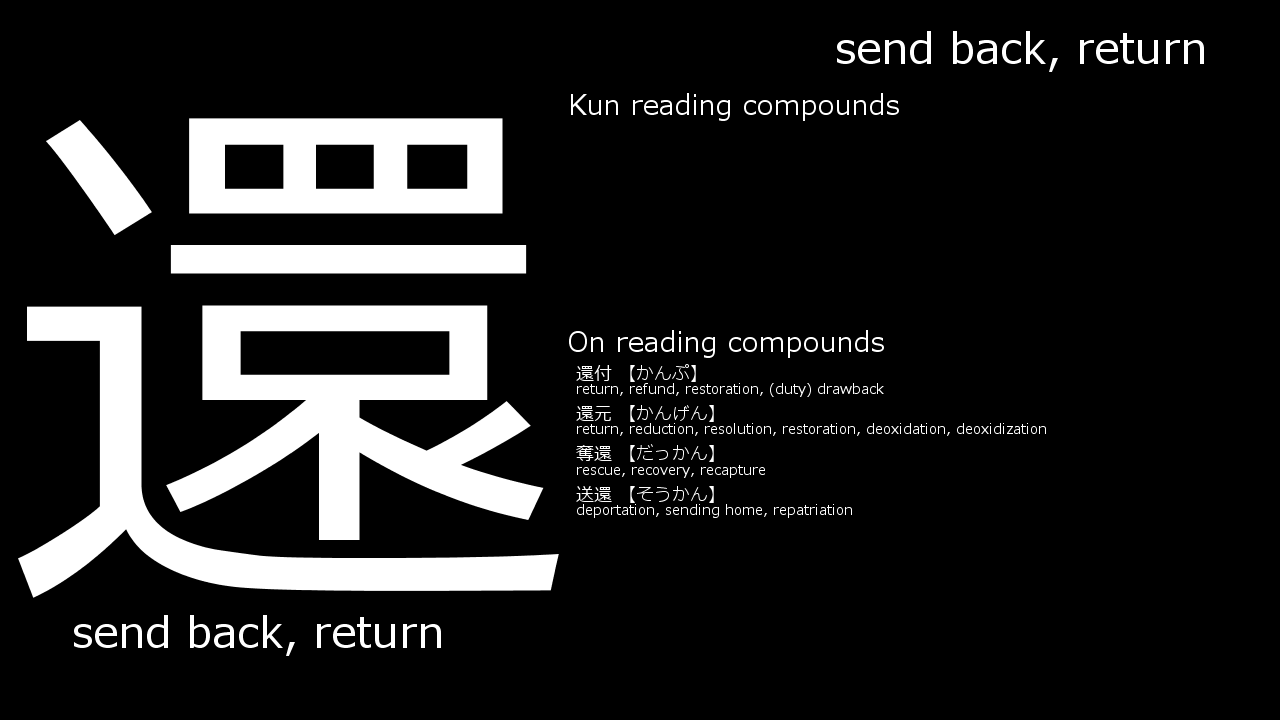 send back, return
Kun reading compounds
還
On reading compounds
還付 【かんぷ】
return, refund, restoration, (duty) drawback
還元 【かんげん】
return, reduction, resolution, restoration, deoxidation, deoxidization
奪還 【だっかん】
rescue, recovery, recapture
送還 【そうかん】
deportation, sending home, repatriation
send back, return